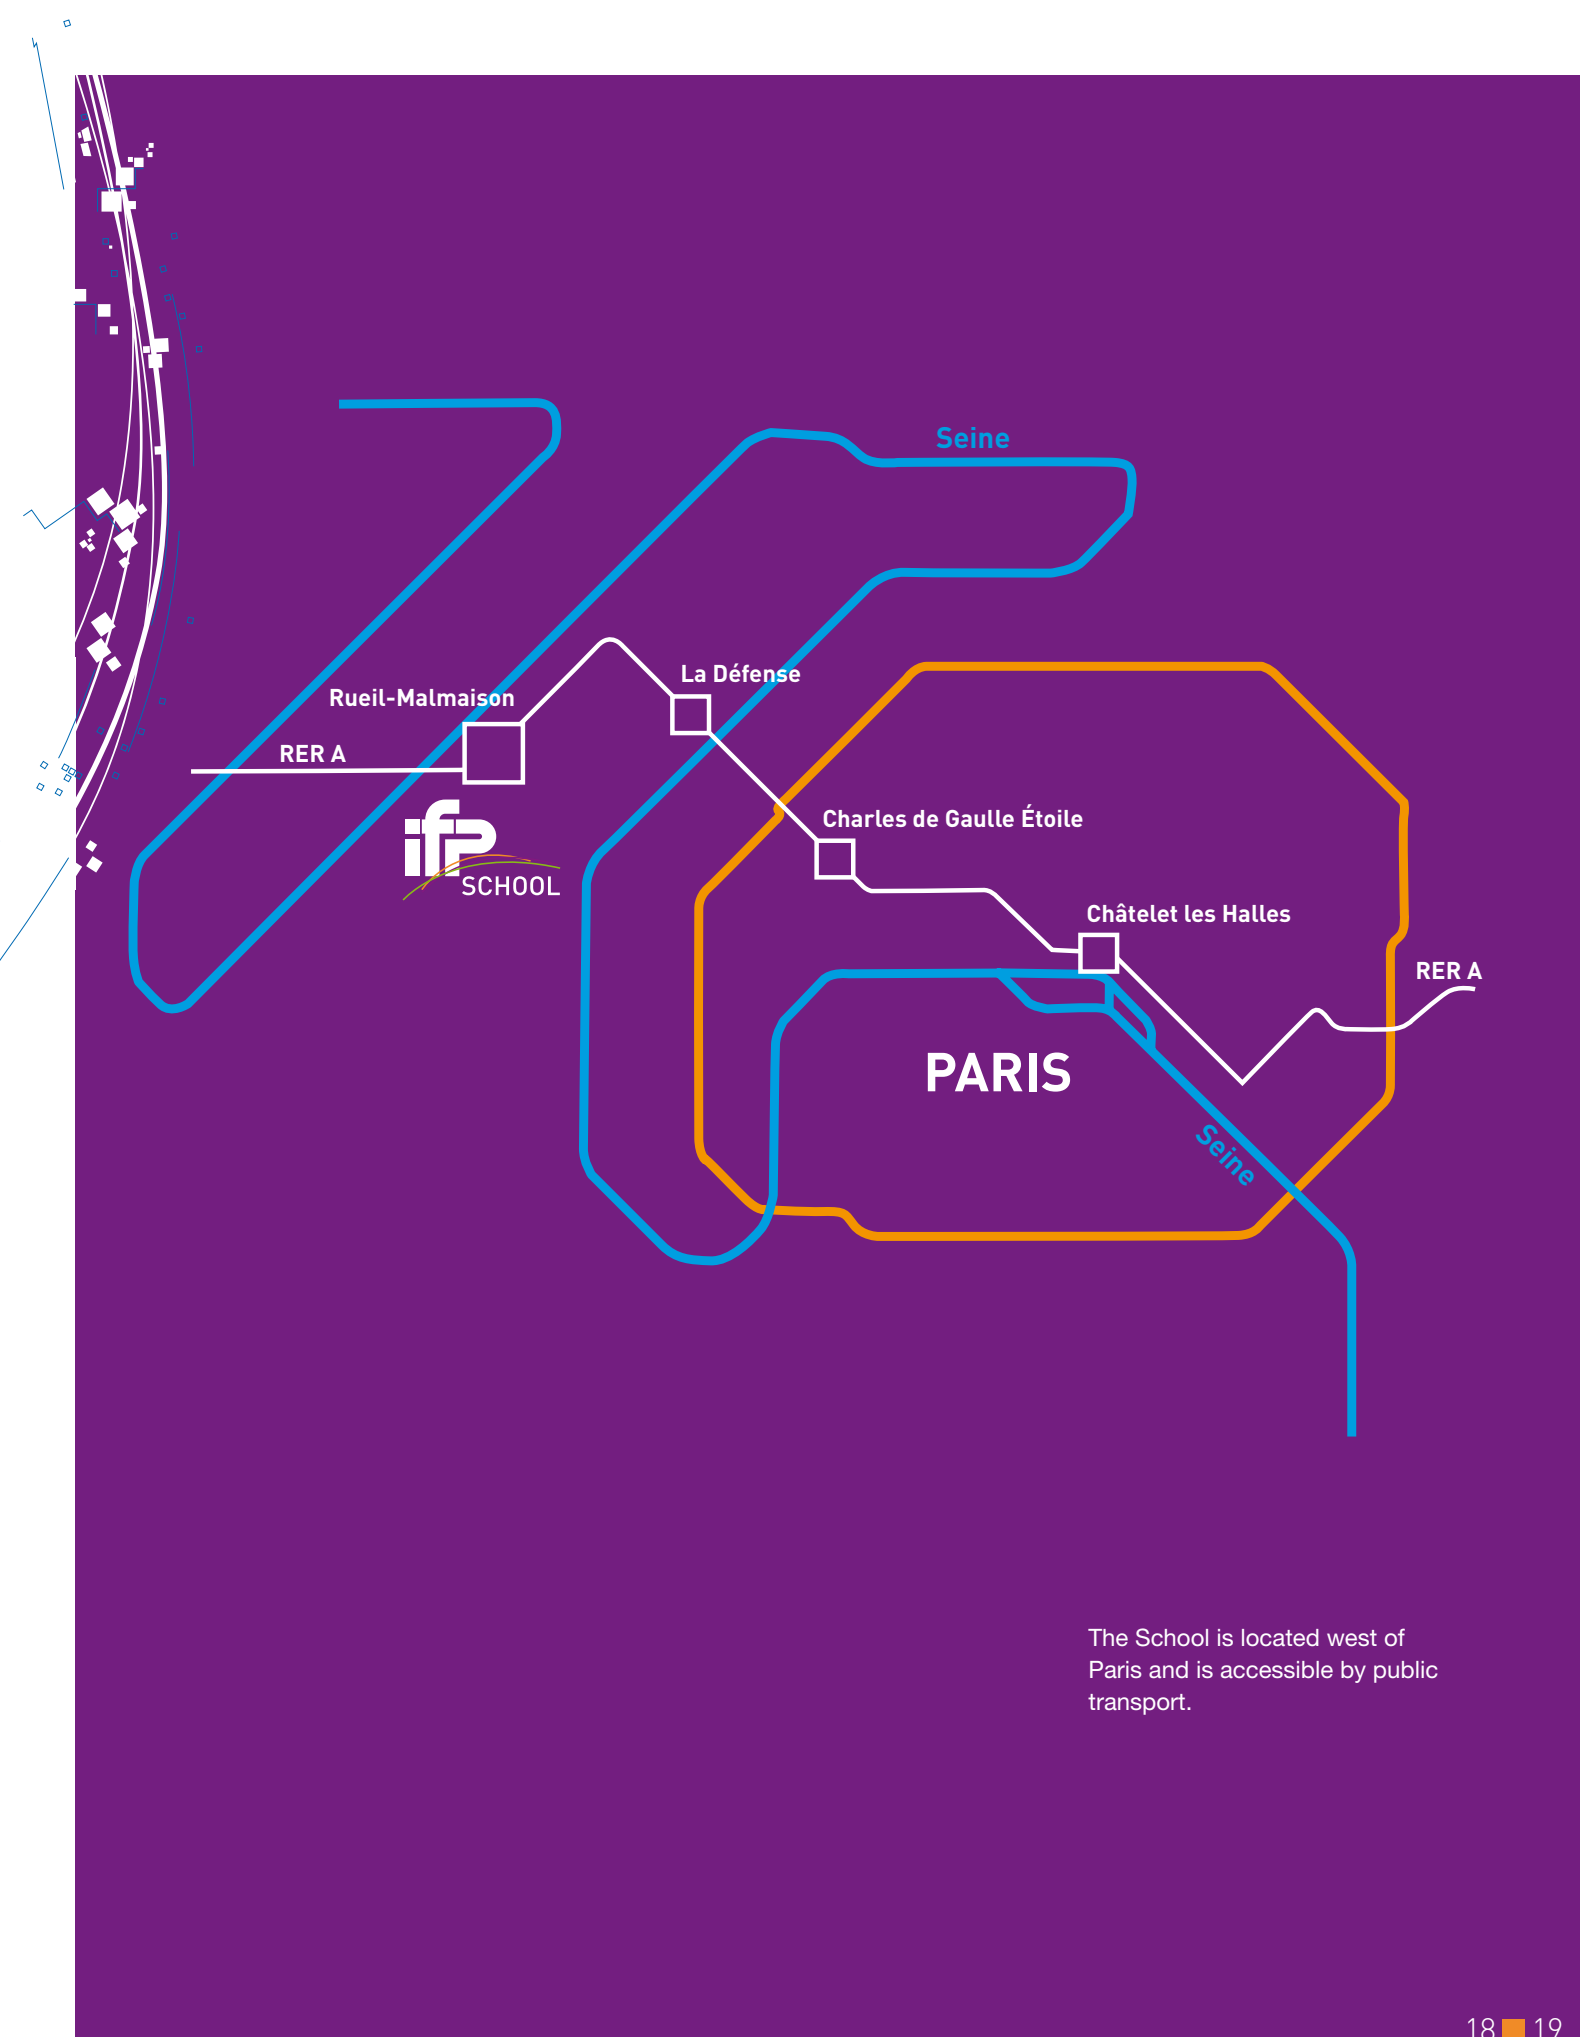 Seine
La Défense
Rueil-Malmaison
RER A
ifp
SCHOOL
Charles de Gaulle Étoile
Châtelet les Halles
RER A
PARIS
Seine
The School is located west of
Paris and is accessible by public
transport.
18 19